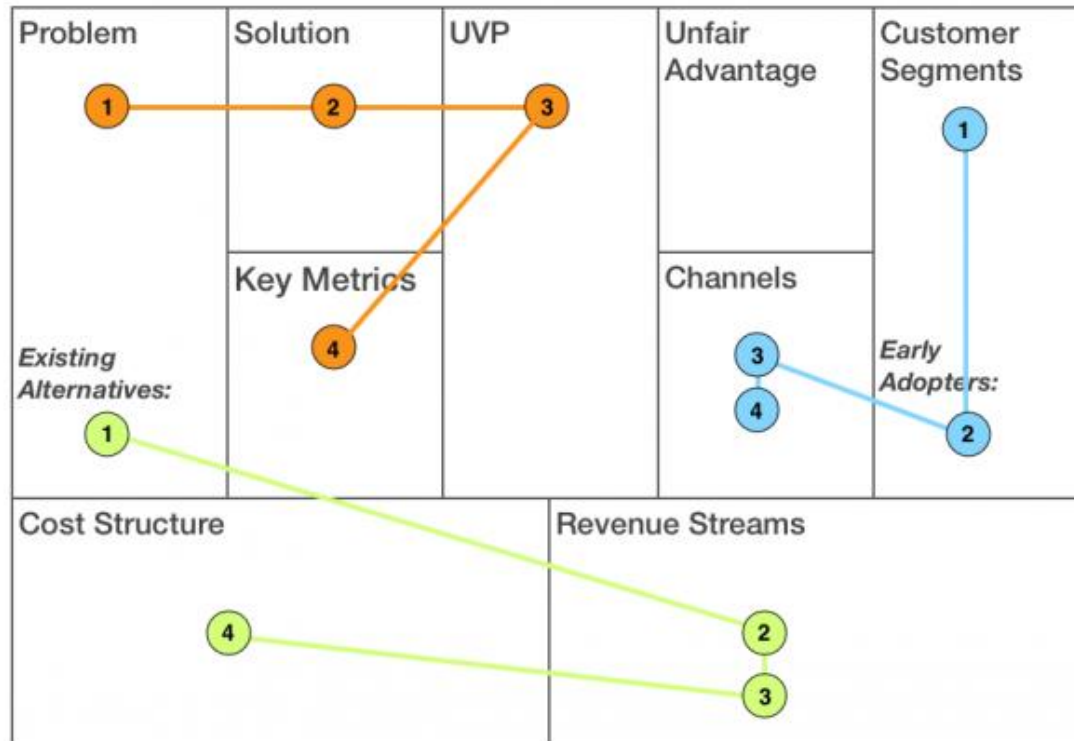 Problem
Solution
UVP
Unfair
Advantage
Customer
Segments
1
2
3
1
Key Metrics
4
Channels
3
4
Existing
Alternatives:
1
Early
Adopters:
2
Cost Structure
4
Revenue Streams
2
3